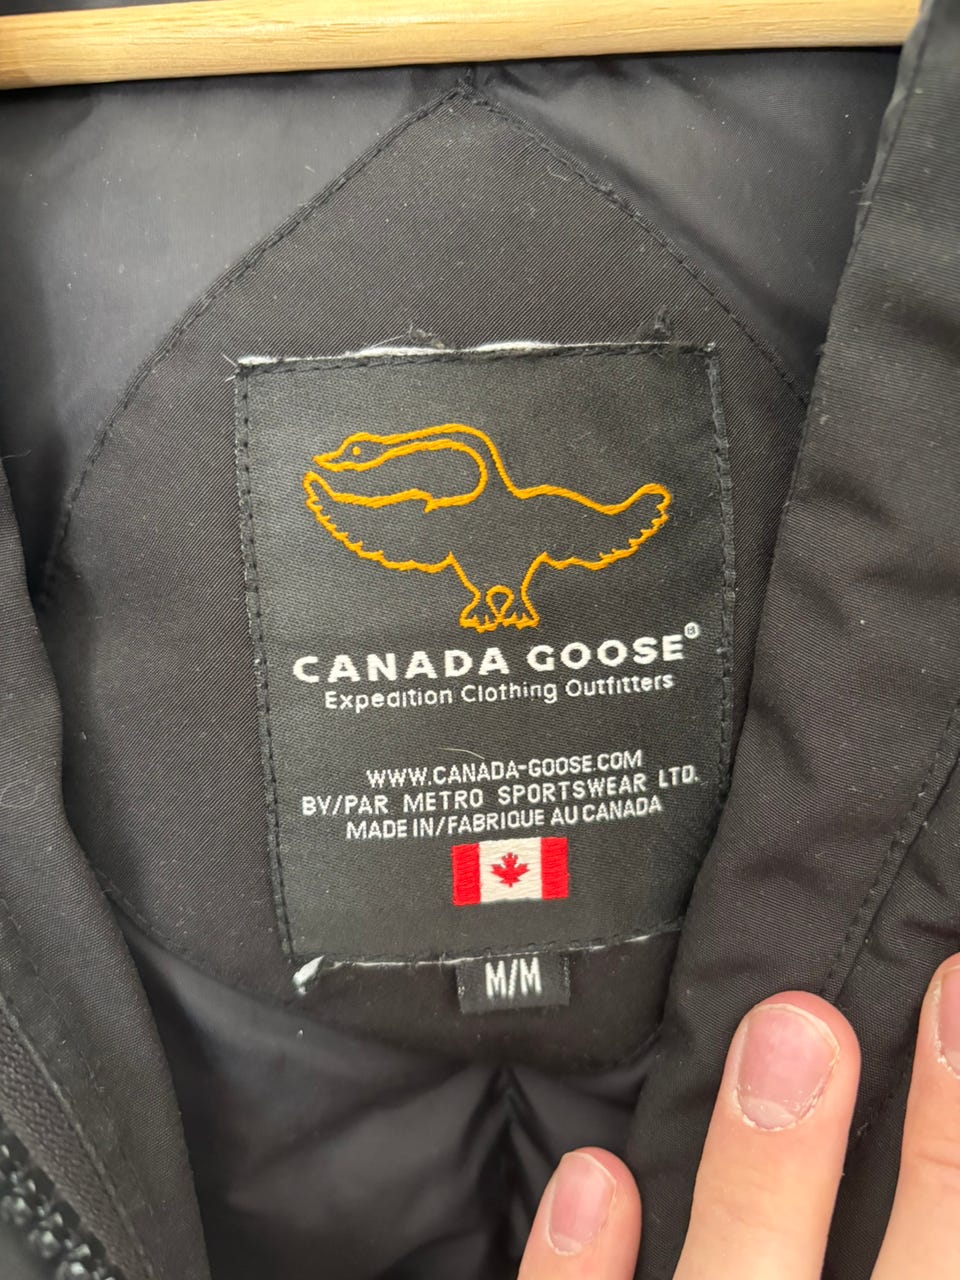 CANADA GOOSE®
Expedition Clothing Outfitters
WWW.CANADA-GOOSE.COM
BY/PAR METRO SPORTSWEAR LTD.
MADE IN/FABRIQUE AU CANADA
M/M